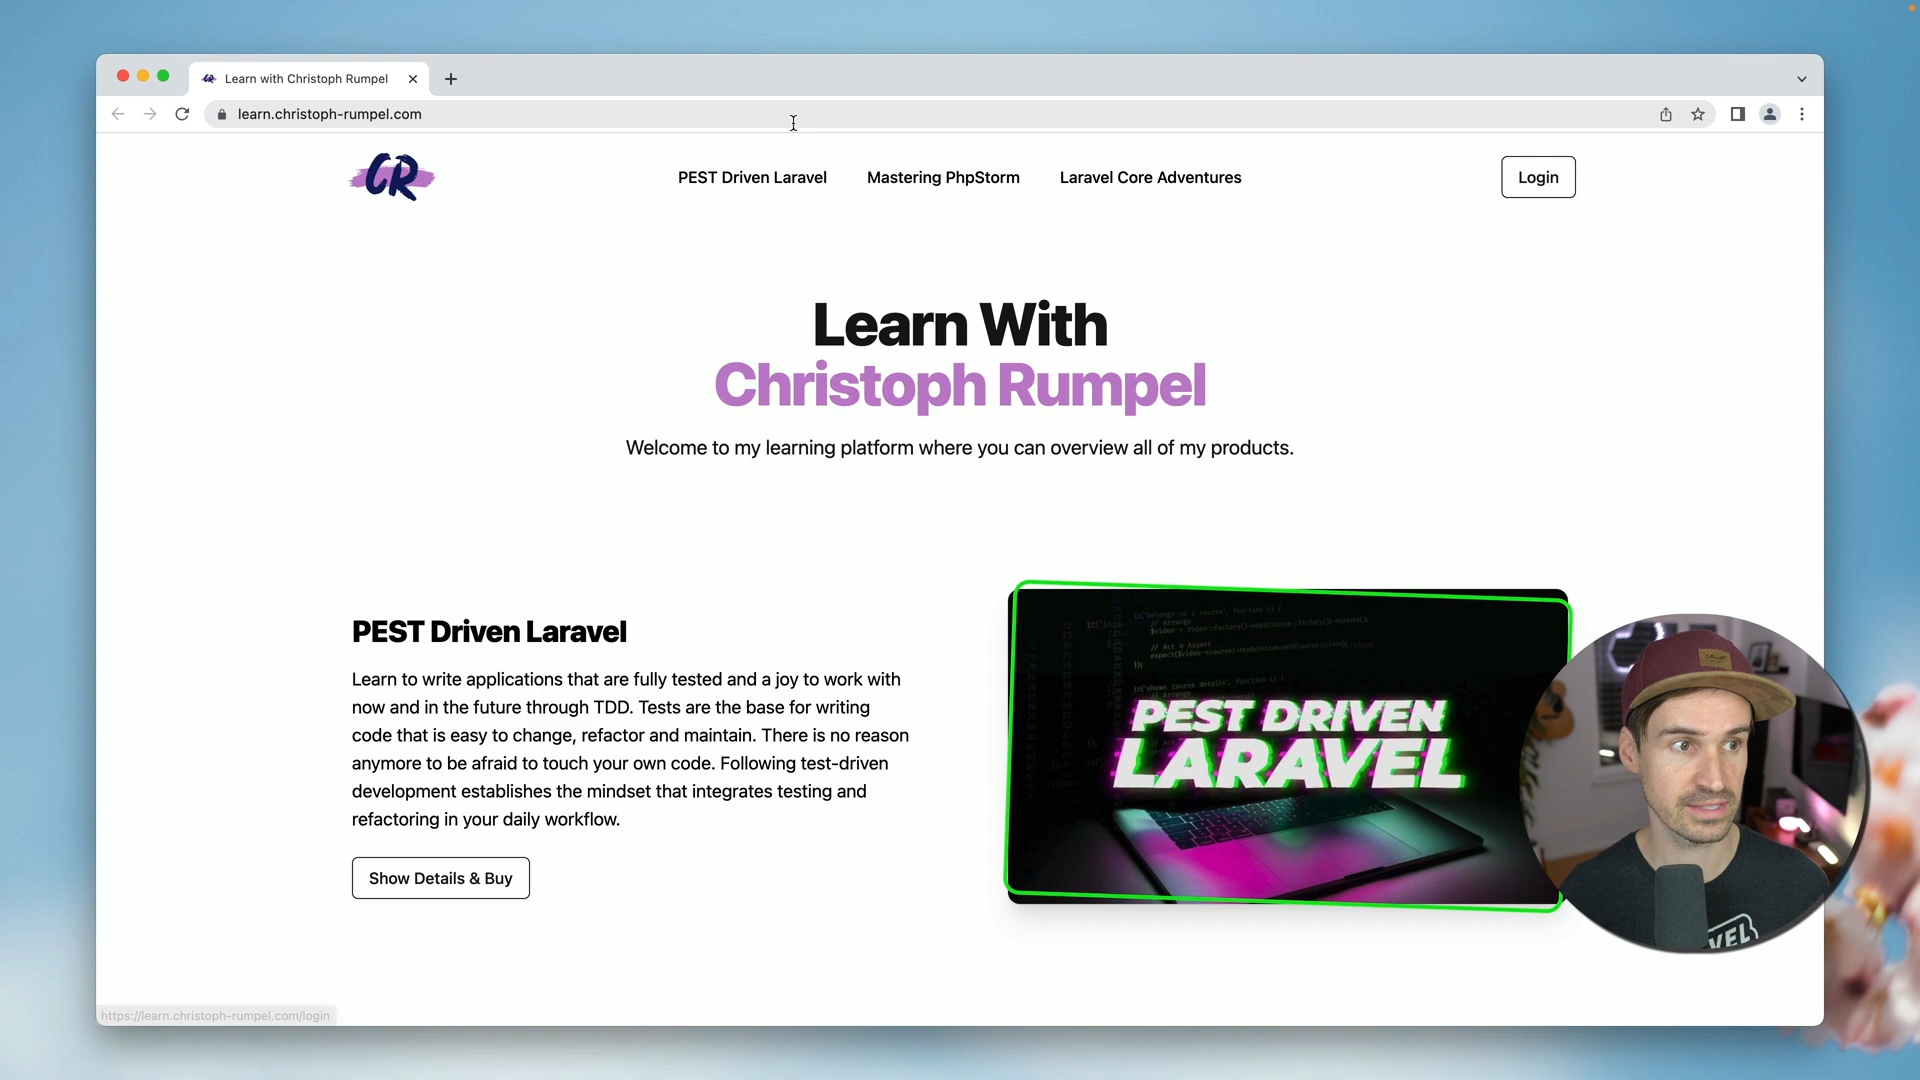 Learn with Christoph Rumpel
learn.christoph-rumpel.com
CR
PEST Driven Laravel
Mastering PhpStorm
Laravel Core Adventures
Login
Learn With
Christoph Rumpel
Welcome to my learning platform where you can overview all of my products.
PEST Driven Laravel
Learn to write applications that are fully tested and a joy to work with
now and in the future through TDD. Tests are the base for writing
code that is easy to change, refactor and maintain. There is no reason
anymore to be afraid to touch your own code. Following test-driven
development establishes the mindset that integrates testing and
refactoring in your daily workflow.
Show Details & Buy
PEST DRIVEN
LARAVEL
VEL
https://learn.christoph-rumpel.com/login